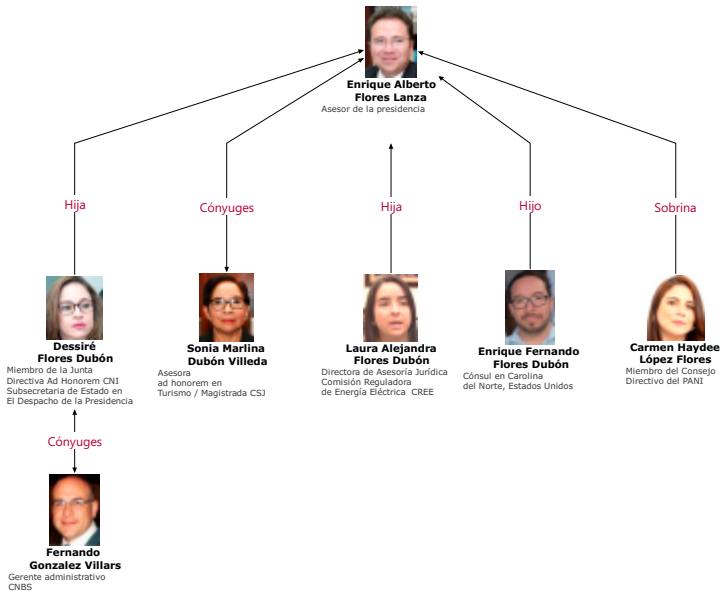 Enrique Alberto
Flores Lanza
Asesor de la presidencia
Hija
Cónyuges
Hija
Hijo
Sobrina
Dessiré
Flores Dubón
Miembro de la Junta
Directiva Ad Honorem CNI
Subsecretaria de Estado en
El Despacho de la Presidencia
Sonia Marlina
Dubón Villeda
Asesora
ad honorem en
Turismo / Magistrada CSJ
Laura Alejandra
Flores Dubón
Directora de Asesoría Jurídica
Comisión Reguladora
de Energía Eléctrica CREE
Enrique Fernando
Flores Dubón
Cónsul en Carolina
del Norte, Estados Unidos
Carmen Haydee
López Flores
Miembro del Consejo
Directivo del PANI
Cónyuges
Fernando
Gonzalez Villars
Gerente administrativo
CNBS